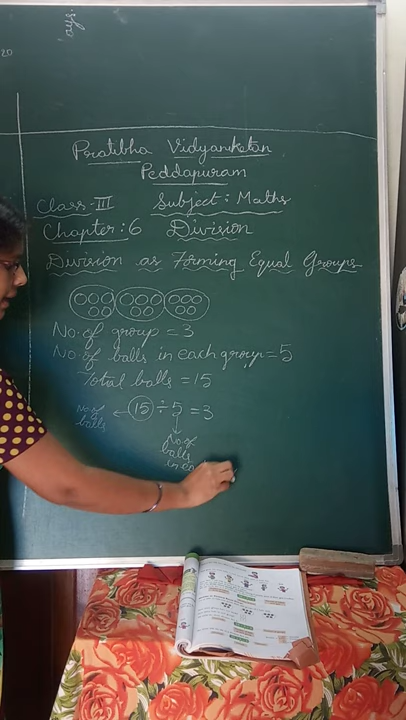 20
ays.
Pratibha Vidyaniketan
Peddapuram
Class-III Subject: Maths
Chapter:6 Division
Division as Forming Equal Groups
No. of group = 3
No. of balls in each group = 5
Total balls = 15
No. of balls ← 15 ÷ 5 = 3
No. of
balls
in